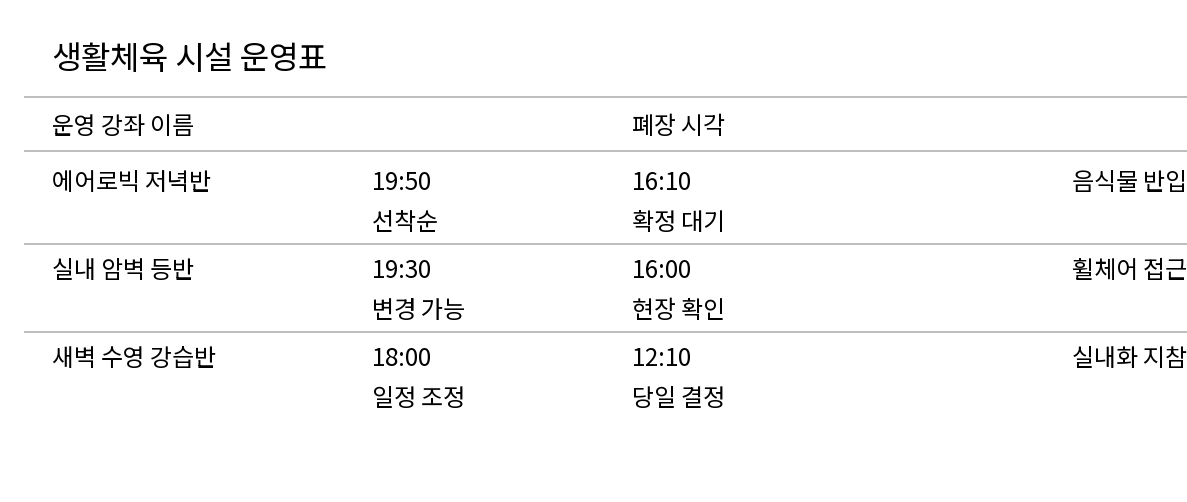 생활체육 시설 운영표
운영 강좌 이름 폐장 시각
에어로빅 저녁반 19:50 16:10 음식물 반입
선착순 확정 대기
실내 암벽 등반 19:30 16:00 휠체어 접근
변경 가능 현장 확인
새벽 수영 강습반 18:00 12:10 실내화 지참
일정 조정 당일 결정